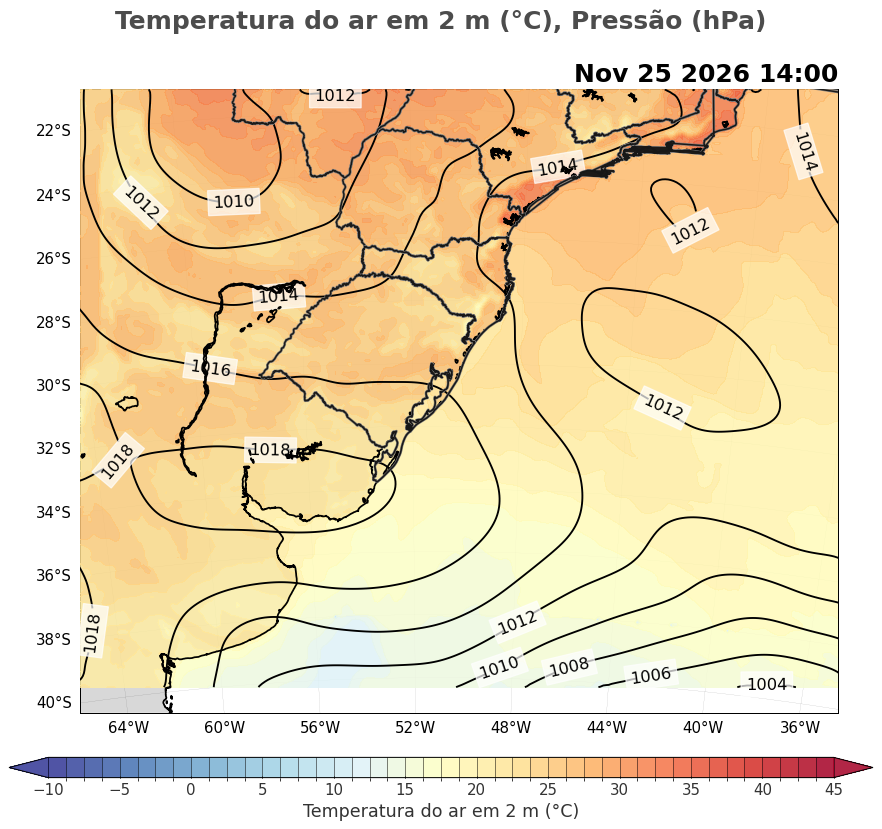 Temperatura do ar em 2 m (°C), Pressão (hPa)
Nov 25 2026 14:00
1012
22°S
1014
1014
24°S
1012
1010
1012
26°S
1014
28°S
1016
1012
30°S
1018
1018
32°S
34°S
36°S
1018
1012
38°S
1010
1008
1006
1004
40°S
64°W 60°W 56°W 52°W 48°W 44°W 40°W 36°W
−10 −5 0 5 10 15 20 25 30 35 40 45
Temperatura do ar em 2 m (°C)